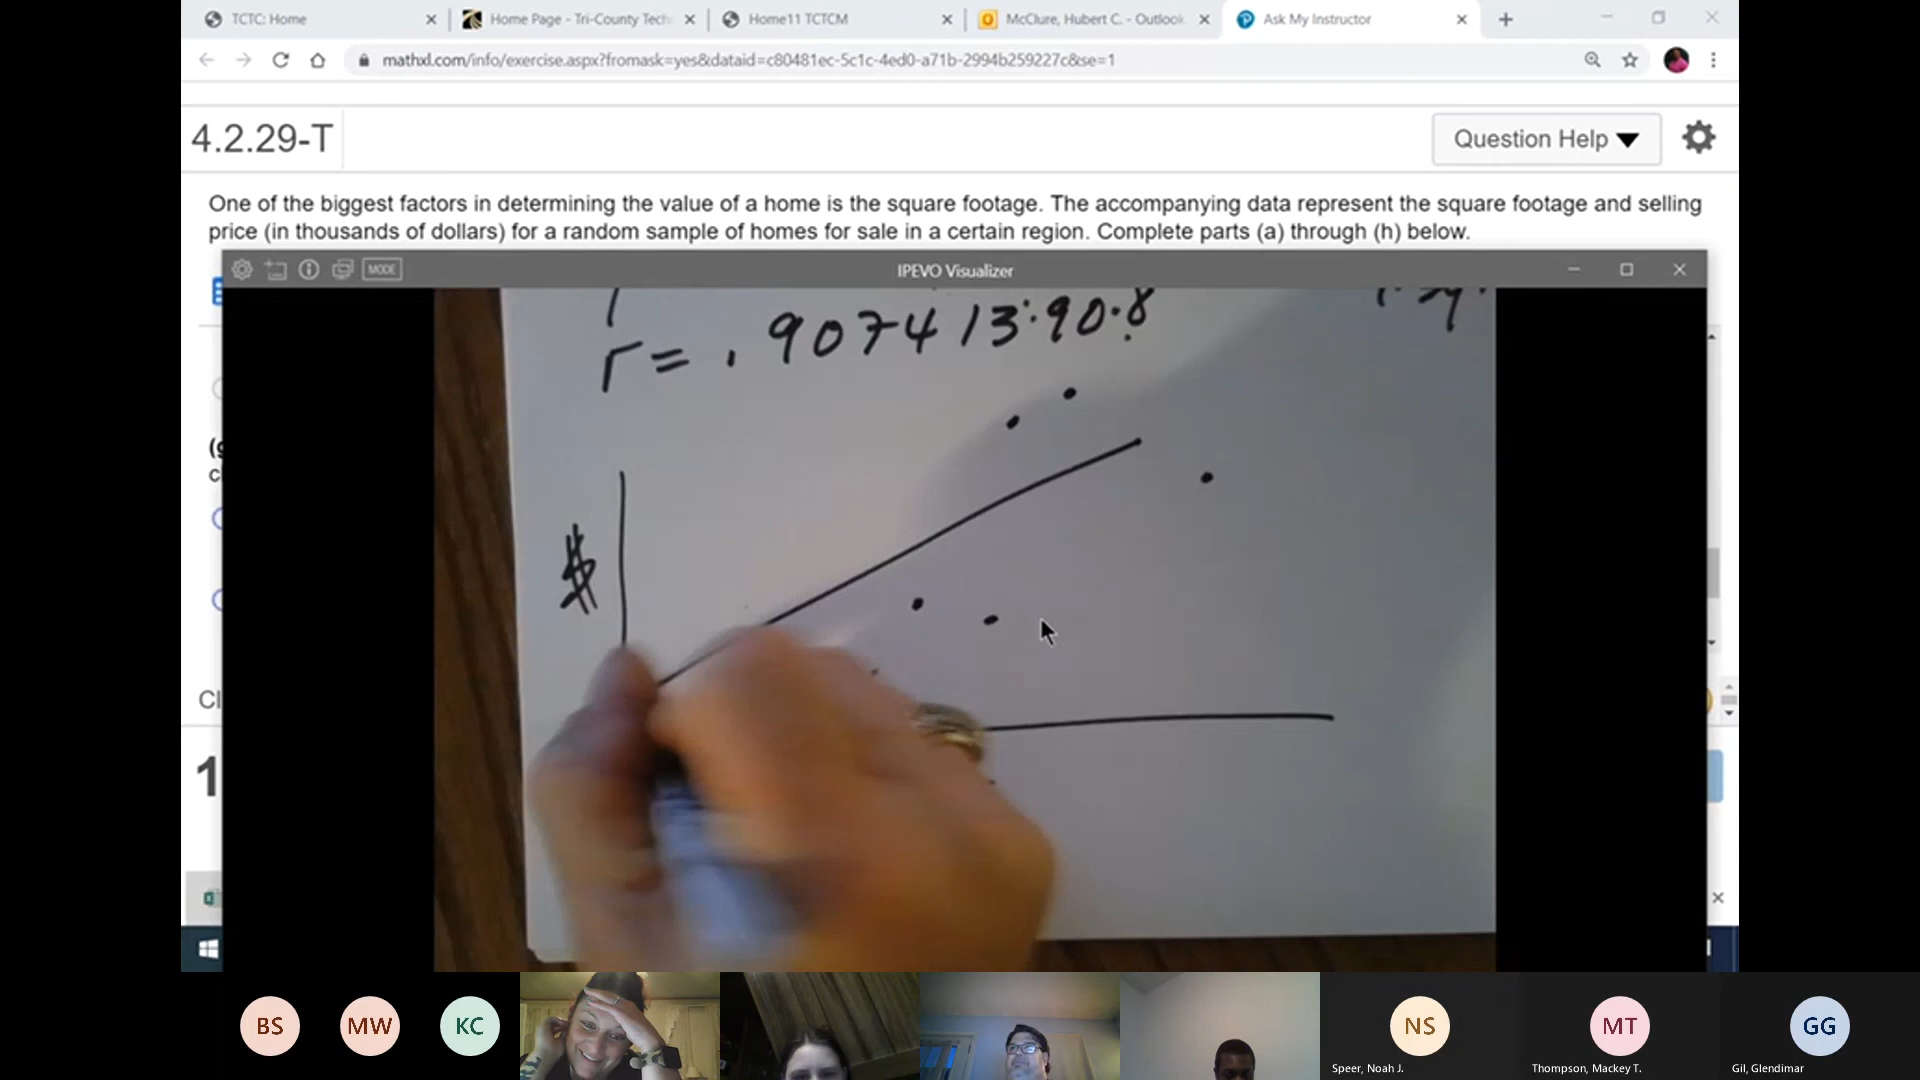 TCTC: Home
Home Page - Tri-County Tech
Home11 TCTCM
McClure, Hubert C. - Outlook
Ask My Instructor
mathxl.com/info/exercise.aspx?fromask=yes&dataid=c80481ec-5c1c-4ed0-a71b-2994b259227c&se=1
4.2.29-T
Question Help
One of the biggest factors in determining the value of a home is the square footage. The accompanying data represent the square footage and selling
price (in thousands of dollars) for a random sample of homes for sale in a certain region. Complete parts (a) through (h) below.
MODE
IPEVO Visualizer
r = .907413
$
BS
MW
KC
NS
MT
GG
Speer, Noah J.
Thompson, Mackey T.
Gil, Glendimar